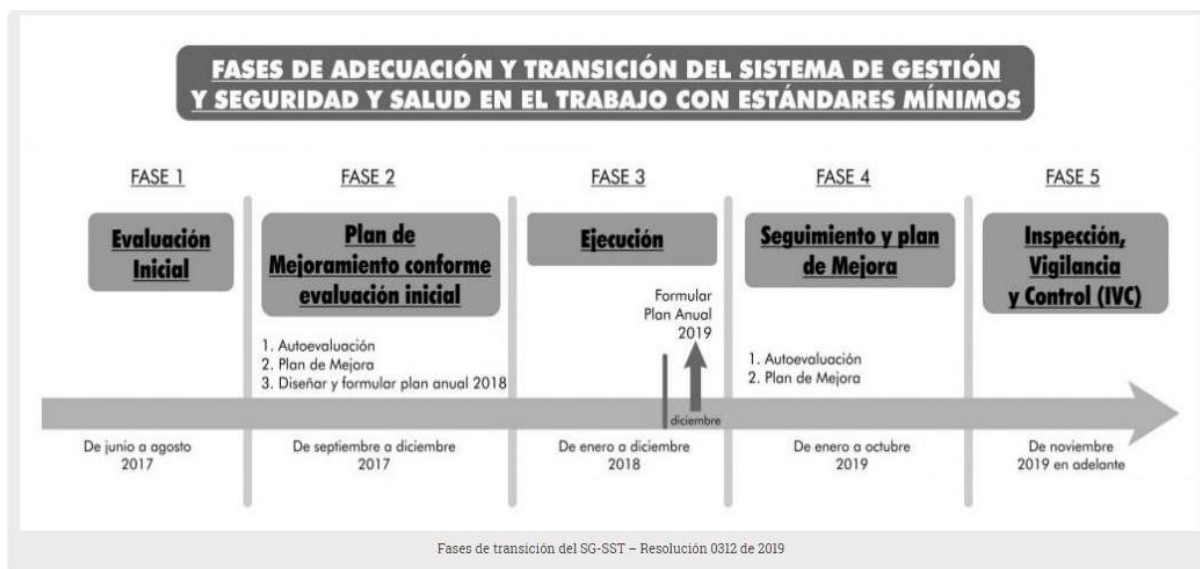 FASES DE ADECUACIÓN Y TRANSICIÓN DEL SISTEMA DE GESTIÓN
Y SEGURIDAD Y SALUD EN EL TRABAJO CON ESTÁNDARES MÍNIMOS
FASE 1
Evaluación
Inicial
De junio a agosto
2017
FASE 2
Plan de
Mejoramiento conforme
evaluación inicial
1. Autoevaluación
2. Plan de Mejora
3. Diseñar y formular plan anual 2018
De septiembre a diciembre
2017
FASE 3
Ejecución
Formular
Plan Anual
2019
diciembre
De enero a diciembre
2018
FASE 4
Seguimiento y plan
de Mejora
1. Autoevaluación
2. Plan de Mejora
De enero a octubre
2019
FASE 5
Inspección,
Vigilancia
y Control (IVC)
De noviembre
2019 en adelante
Fases de transición del SG-SST – Resolución 0312 de 2019